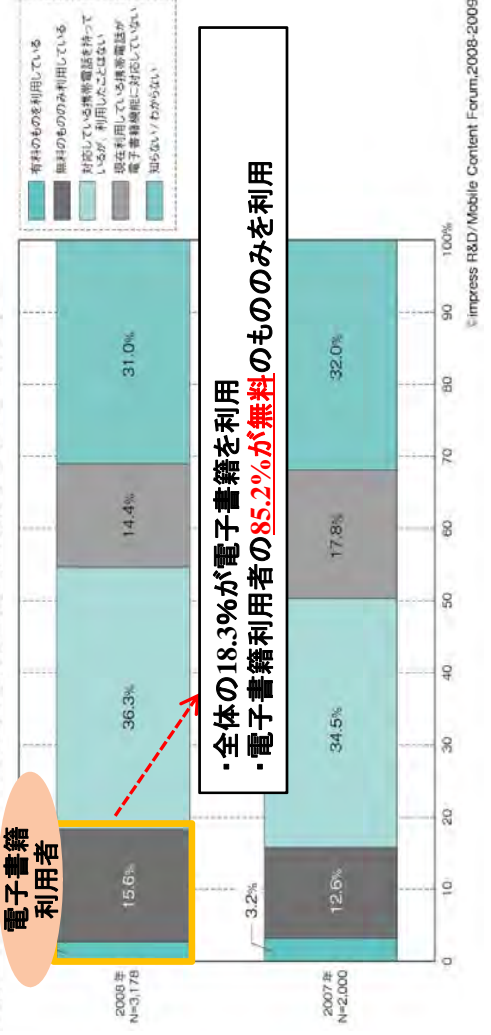 有料のものを利用している
無料のもののみ利用している
対応している携帯電話を持って
いるが、利用したことはない
現在利用している携帯電話が
電子書籍機能に対応していない
知らない/わからない
電子書籍
利用者
2008年
N=3,178
15.6%
36.3%
14.4%
31.0%
・全体の18.3%が電子書籍を利用
・電子書籍利用者の85.2%が無料のもののみを利用
3.2%
2007年
N=2,000
12.6%
34.5%
17.8%
32.0%
0
10
20
30
40
50
60
70
80
90
100%
©impress R&D/Mobile Content Forum,2008-2009